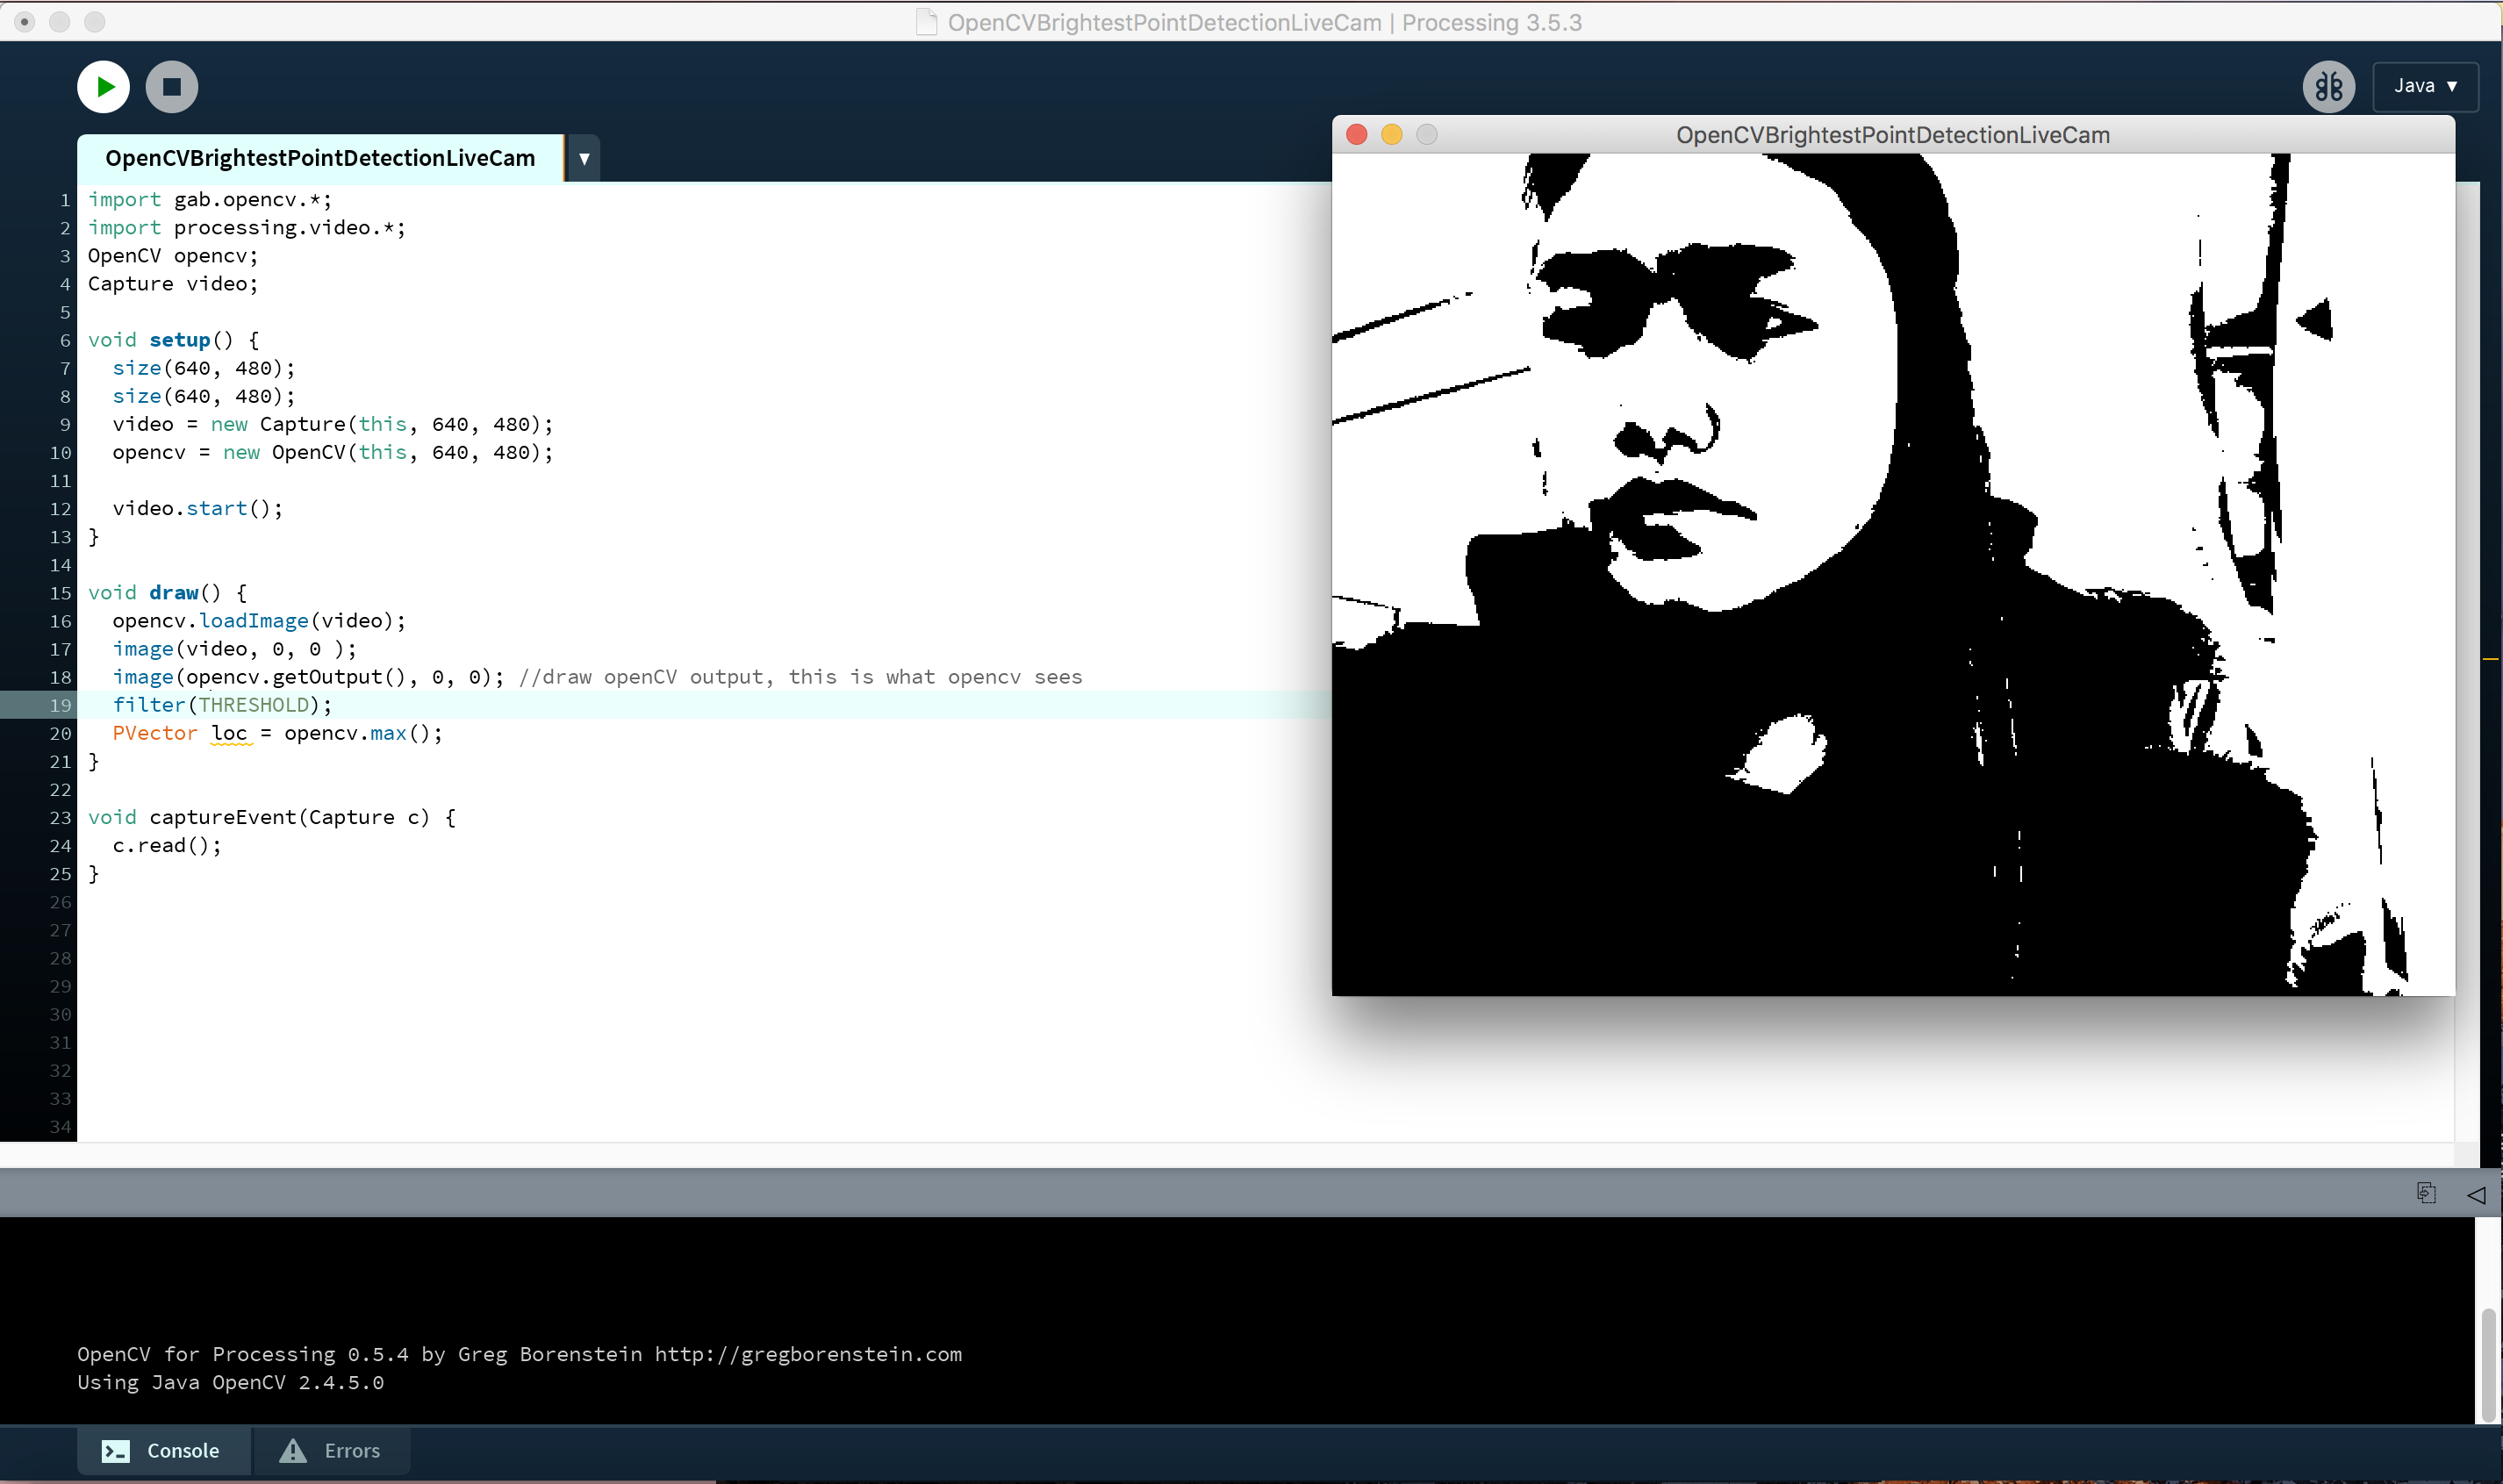 OpenCVBrightestPointDetectionLiveCam | Processing 3.5.3
Java ▼
OpenCVBrightestPointDetectionLiveCam ▼
1 import gab.opencv.*;
2 import processing.video.*;
3 OpenCV opencv;
4 Capture video;
5
6 void setup() {
7 size(640, 480);
8 size(640, 480);
9 video = new Capture(this, 640, 480);
10 opencv = new OpenCV(this, 640, 480);
11
12 video.start();
13 }
14
15 void draw() {
16 opencv.loadImage(video);
17 image(video, 0, 0 );
18 image(opencv.getOutput(), 0, 0); //draw openCV output, this is what opencv sees
19 filter(THRESHOLD);
20 PVector loc = opencv.max();
21 }
22
23 void captureEvent(Capture c) {
24 c.read();
25 }
26
27
28
29
30
31
32
33
34
OpenCVBrightestPointDetectionLiveCam
OpenCV for Processing 0.5.4 by Greg Borenstein http://gregborenstein.com
Using Java OpenCV 2.4.5.0
Console
Errors